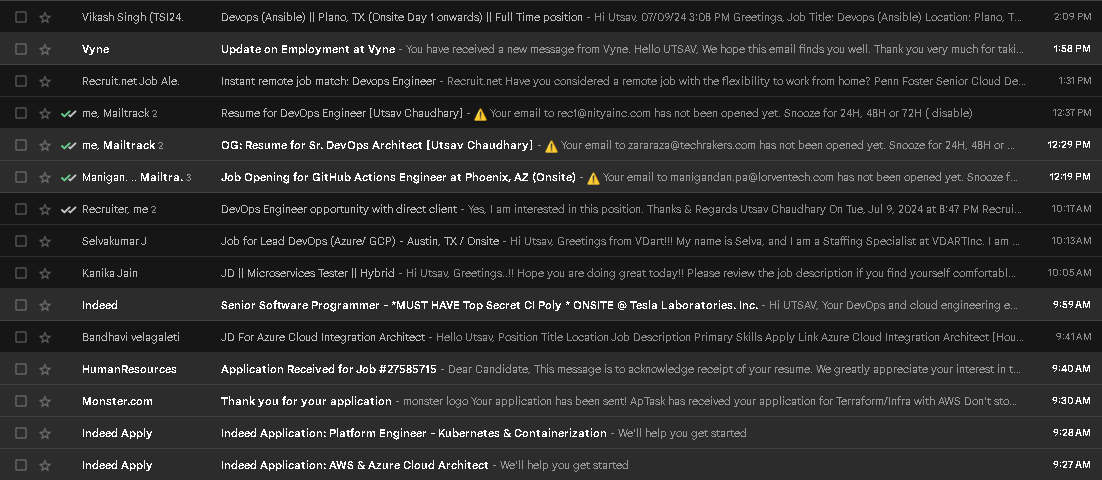 Vikash Singh (TSI24. Devops (Ansible) || Plano, TX (Onsite Day 1 onwards) || Full Time position - Hi Utsav, 07/09/24 3:08 PM Greetings, Job Title: Devops (Ansible) Location: Plano, T... 2:09 PM
Vyne Update on Employment at Vyne - You have received a new message from Vyne. Hello UTSAV, We hope this email finds you well. Thank you very much for taki... 1:58 PM
Recruit.net Job Ale. Instant remote job match: Devops Engineer - Recruit.net Have you considered a remote job with the flexibility to work from home? Penn Foster Senior Cloud De... 1:31 PM
me, Mailtrack 2 Resume for DevOps Engineer [Utsav Chaudhary] - ⚠️ Your email to rec1@nityainc.com has not been opened yet. Snooze for 24H, 48H or 72H ( disable) 12:37 PM
me, Mailtrack 2 OG: Resume for Sr. DevOps Architect [Utsav Chaudhary] - ⚠️ Your email to zararaza@techrakers.com has not been opened yet. Snooze for 24H, 48H or ... 12:29 PM
Manigan. .. Mailtra. 3 Job Opening for GitHub Actions Engineer at Phoenix, AZ (Onsite) - ⚠️ Your email to manigandan.pa@lorventech.com has not been opened yet. Snooze f... 12:19 PM
Recruiter, me 2 DevOps Engineer opportunity with direct client - Yes, I am interested in this position. Thanks & Regards Utsav Chaudhary On Tue, Jul 9, 2024 at 8:47 PM Recrui... 10:17 AM
Selvakumar J Job for Lead DevOps (Azure/ GCP) - Austin, TX / Onsite - Hi Utsav, Greetings from VDart!!! My name is Selva, and I am a Staffing Specialist at VDARTInc. I am ... 10:13 AM
Kanika Jain JD || Microservices Tester || Hybrid - Hi Utsav, Greetings..!! Hope you are doing great today!! Please review the job description if you find yourself comfortabl... 10:05 AM
Indeed Senior Software Programmer - *MUST HAVE Top Secret CI Poly * ONSITE @ Tesla Laboratories. Inc. - Hi UTSAV, Your DevOps and cloud engineering e... 9:59 AM
Bandhavi velagaleti JD For Azure Cloud Integration Architect - Hello Utsav, Position Title Location Job Description Primary Skills Apply Link Azure Cloud Integration Architect [Hou... 9:41 AM
HumanResources Application Received for Job #27585715 - Dear Candidate, This message is to acknowledge receipt of your resume. We greatly appreciate your interest in t... 9:40 AM
Monster.com Thank you for your application - monster logo Your application has been sent! ApTask has received your application for Terraform/Infra with AWS Don't sto... 9:30 AM
Indeed Apply Indeed Application: Platform Engineer - Kubernetes & Containerization - We'll help you get started 9:28 AM
Indeed Apply Indeed Application: AWS & Azure Cloud Architect - We'll help you get started 9:27 AM